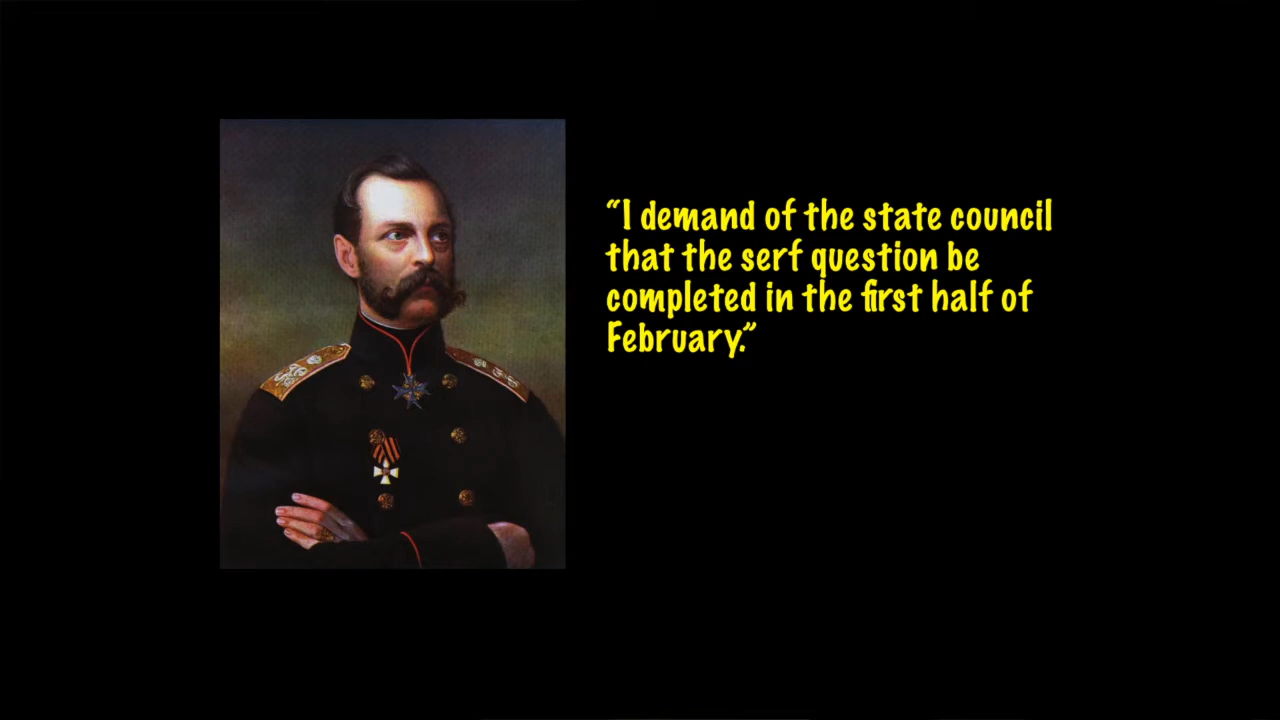 “I demand of the state council
that the serf question be
completed in the first half of
February.”